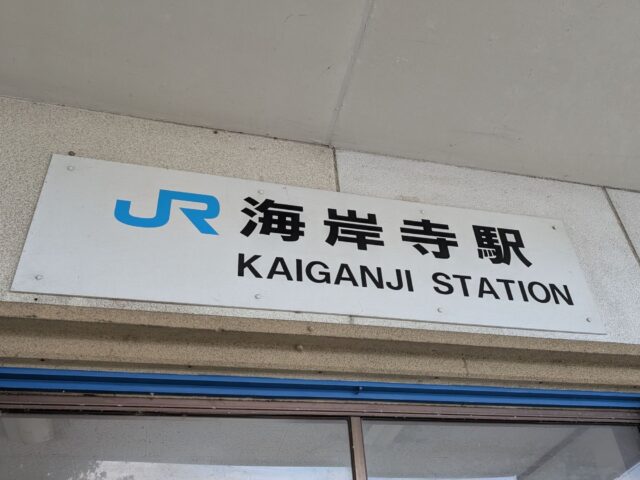 JR 海岸寺駅
KAIGANJI STATION